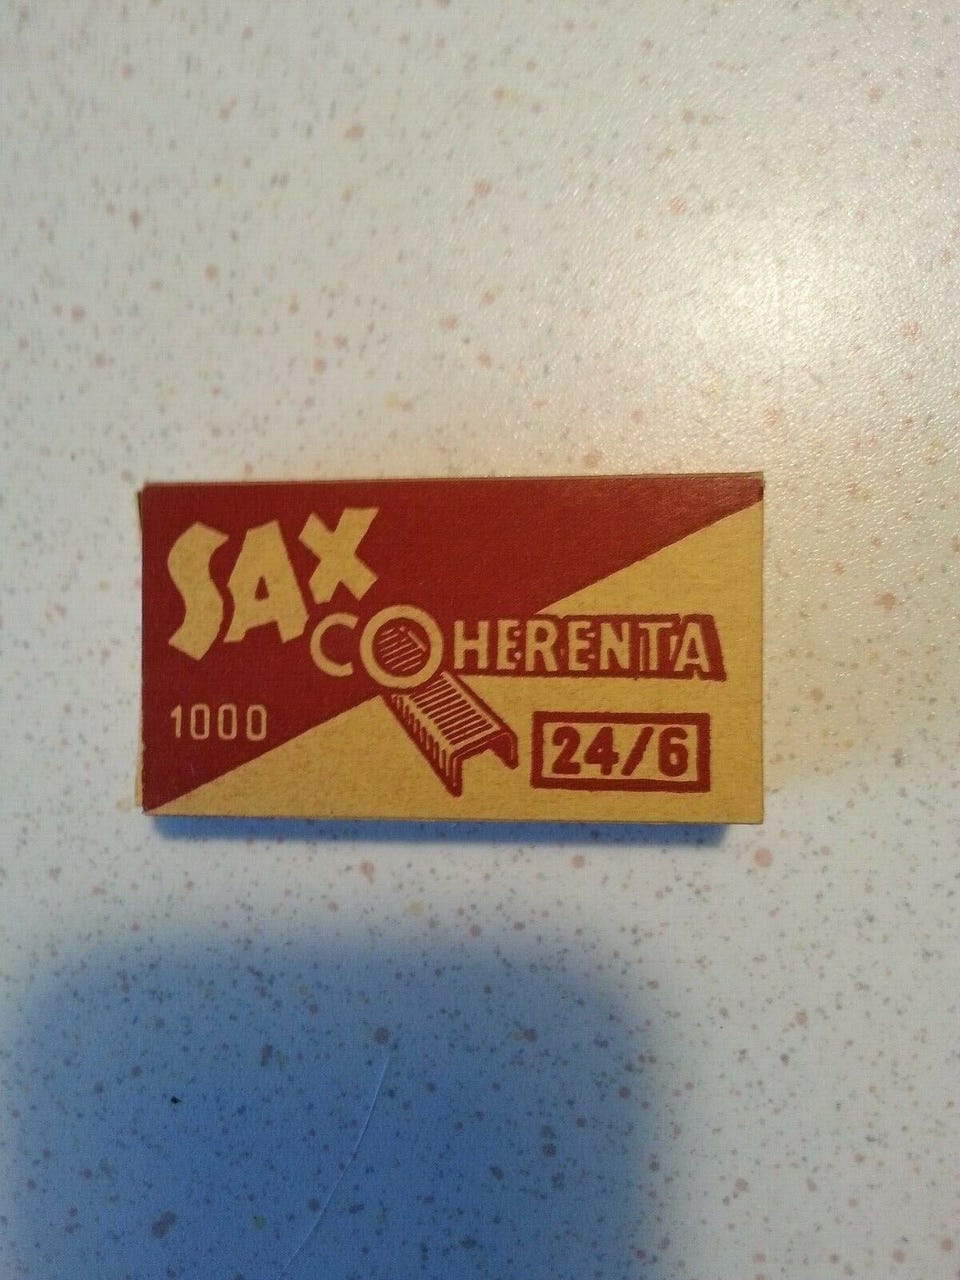 SAX
COHERENTA
1000
24/6